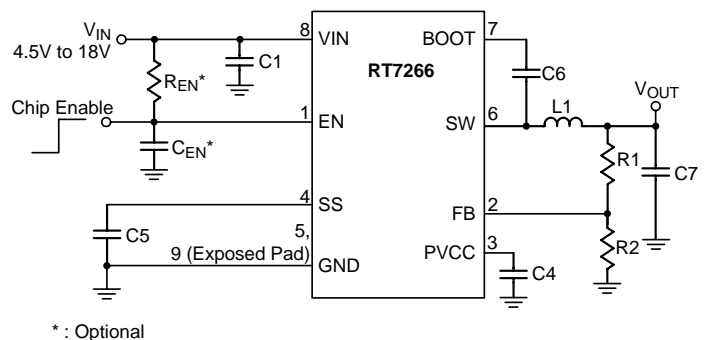 VIN
4.5V to 18V
8
VIN
BOOT
7
RT7266
C1
C6
REN*
VOUT
Chip Enable
1
EN
SW
6
L1
CEN*
R1
C7
4
SS
FB
2
C5
5,
9 (Exposed Pad)
GND
PVCC
3
C4
R2
* : Optional